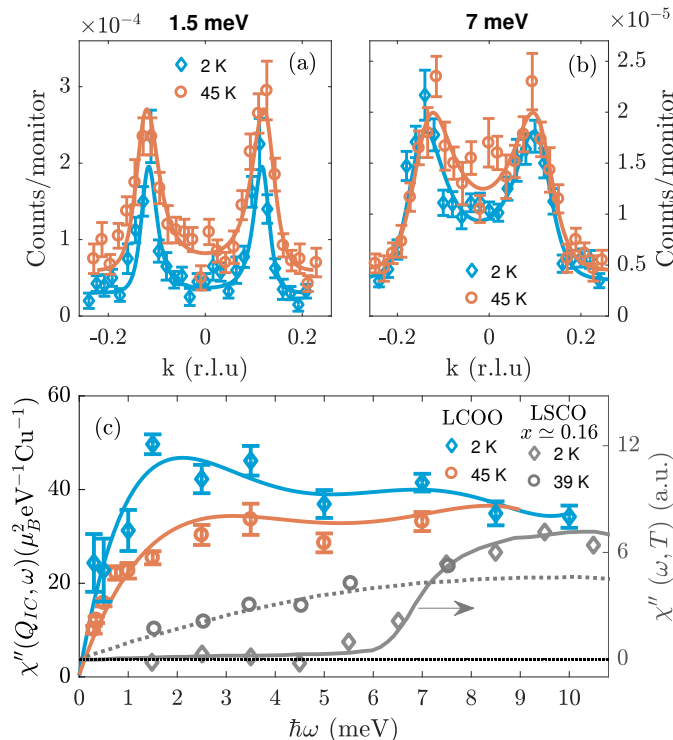 1.5 meV
7 meV
×10⁻⁴
×10⁻⁵
(a)
2 K
45 K
Counts/monitor
3
2
1
0
-0.2
0
0.2
k (r.l.u)
(b)
2 K
45 K
Counts/monitor
2.5
2
1.5
1
0.5
0
-0.2
0
0.2
k (r.l.u)
(c)
LCOO
2 K
45 K
LSCO
x ≃ 0.16
2 K
39 K
χ″(Q_IC, ω)(μ_B² eV⁻¹Cu⁻¹)
60
40
20
0
χ″ (ω, T) (a.u.)
12
6
0
0 1 2 3 4 5 6 7 8 9 10
ℏω (meV)